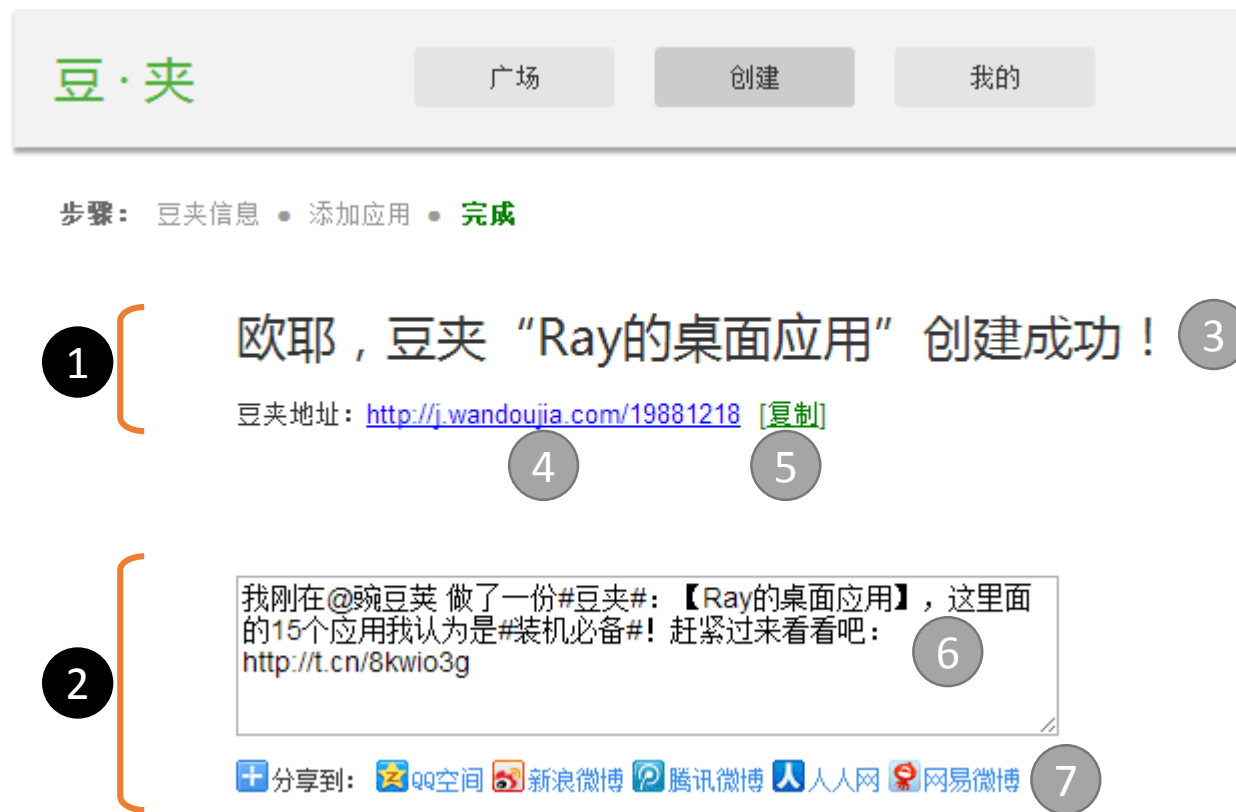 豆·夹
广场 创建 我的
步骤： 豆夹信息 ● 添加应用 ● 完成
1
欧耶，豆夹“Ray的桌面应用”创建成功！ 3
豆夹地址：http://j.wandoujia.com/19881218 [复制]
4 5
2
我刚在@豌豆荚 做了一份#豆夹#：【Ray的桌面应用】，这里面
的15个应用我认为是#装机必备#！赶紧过来看看吧：
http://t.cn/8kwio3g
6
分享到： QQ空间 新浪微博 腾讯微博 人人网 网易微博 7